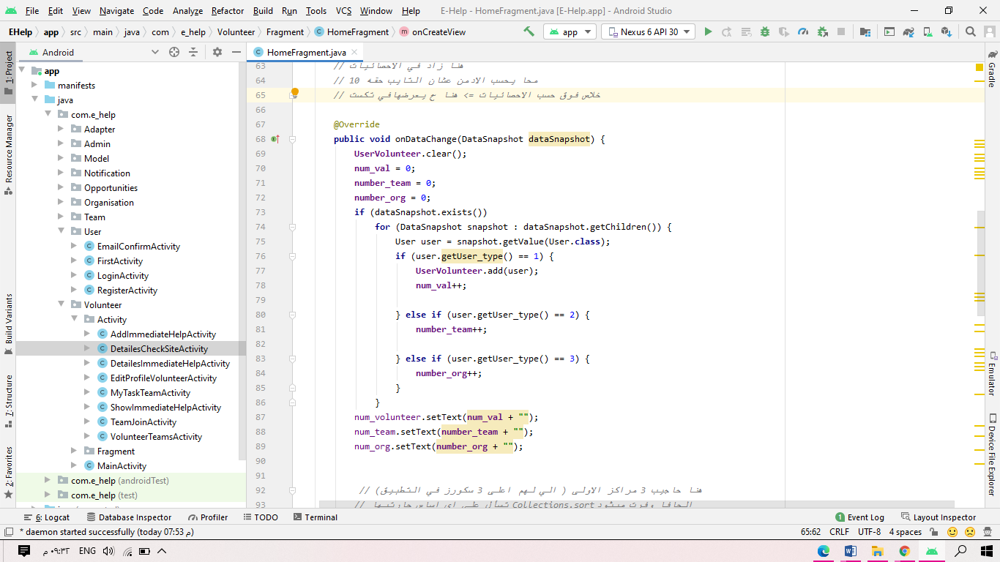 File Edit View Navigate Code Analyze Refactor Build Run Tools VCS Window Help E-Help - HomeFragment.java [E-Help.app] - Android Studio
EHelp app src main java com e_help Volunteer Fragment HomeFragment onCreateView app Nexus 6 API 30
1: Project
Resource Manager
Build Variants
7: Structure
2: Favorites
Android
app
manifests
java
com.e_help
Adapter
Admin
Model
Notification
Opportunities
Organisation
Team
User
EmailConfirmActivity
FirstActivity
LoginActivity
RegisterActivity
Volunteer
Activity
AddImmediateHelpActivity
DetailesCheckSiteActivity
DetailesImmediateHelpActivity
EditProfileVolunteerActivity
MyTaskTeamActivity
ShowImmediateHelpActivity
TeamJoinActivity
VolunteerTeamsActivity
Fragment
MainActivity
com.e_help (androidTest)
com.e_help (test)
HomeFragment.java
63 // هنا زاد في الاحصائيات
64 // محا يحسب الادمن عشان التايب حقه 10
65 // خلاص فوق حسب الاحصائيات => هنا ح يعرضهافي تكست
66
67 @Override
68 public void onDataChange(DataSnapshot dataSnapshot) {
69 UserVolunteer.clear();
70 num_val = 0;
71 number_team = 0;
72 number_org = 0;
73 if (dataSnapshot.exists())
74 for (DataSnapshot snapshot : dataSnapshot.getChildren()) {
75 User user = snapshot.getValue(User.class);
76 if (user.getUser_type() == 1) {
77 UserVolunteer.add(user);
78 num_val++;
79
80 } else if (user.getUser_type() == 2) {
81 number_team++;
82
83 } else if (user.getUser_type() == 3) {
84 number_org++;
85 }
86 }
87 num_volunteer.setText(num_val + "");
88 num_team.setText(number_team + "");
89 num_org.setText(number_org + "");
90
91
92 // هنا حاجيب 3 مراكز الاولى ( الي لهم اعلى 3 سكورز في التطبيق)
93 // Collections.sort تسأل على اي اساس
Gradle
Emulator
Device File Explorer
6: Logcat Database Inspector Profiler TODO Terminal 1 Event Log Layout Inspector
* daemon started successfully (today 07:53 م) 65:62 CRLF UTF-8 4 spaces
٠٩:٣٢ م ENG